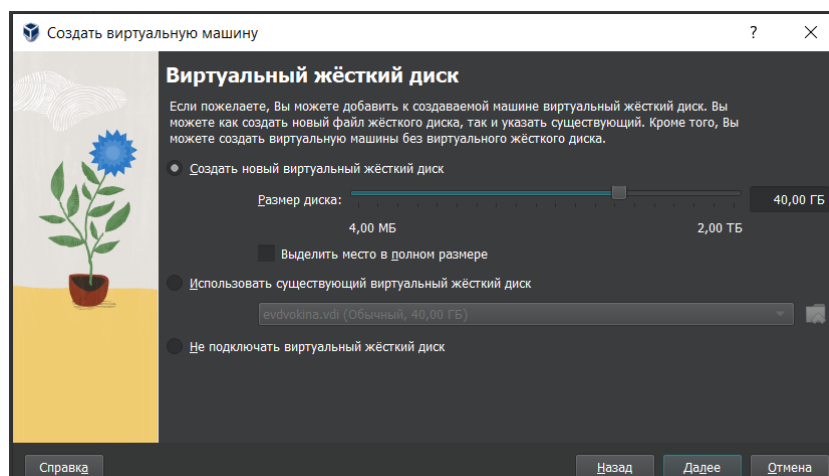 Создать виртуальную машину
Виртуальный жёсткий диск
Если пожелаете, Вы можете добавить к создаваемой машине виртуальный жёсткий диск. Вы
можете как создать новый файл жёсткого диска, так и указать существующий. Кроме того, Вы
можете создать виртуальную машины без виртуального жёсткого диска.
Создать новый виртуальный жёсткий диск
Размер диска: 40,00 ГБ
4,00 МБ 2,00 ТБ
Выделить место в полном размере
Использовать существующий виртуальный жёсткий диск
evdvokina.vdi (Обычный, 40,00 ГБ)
Не подключать виртуальный жёсткий диск
Справка Назад Далее Отмена